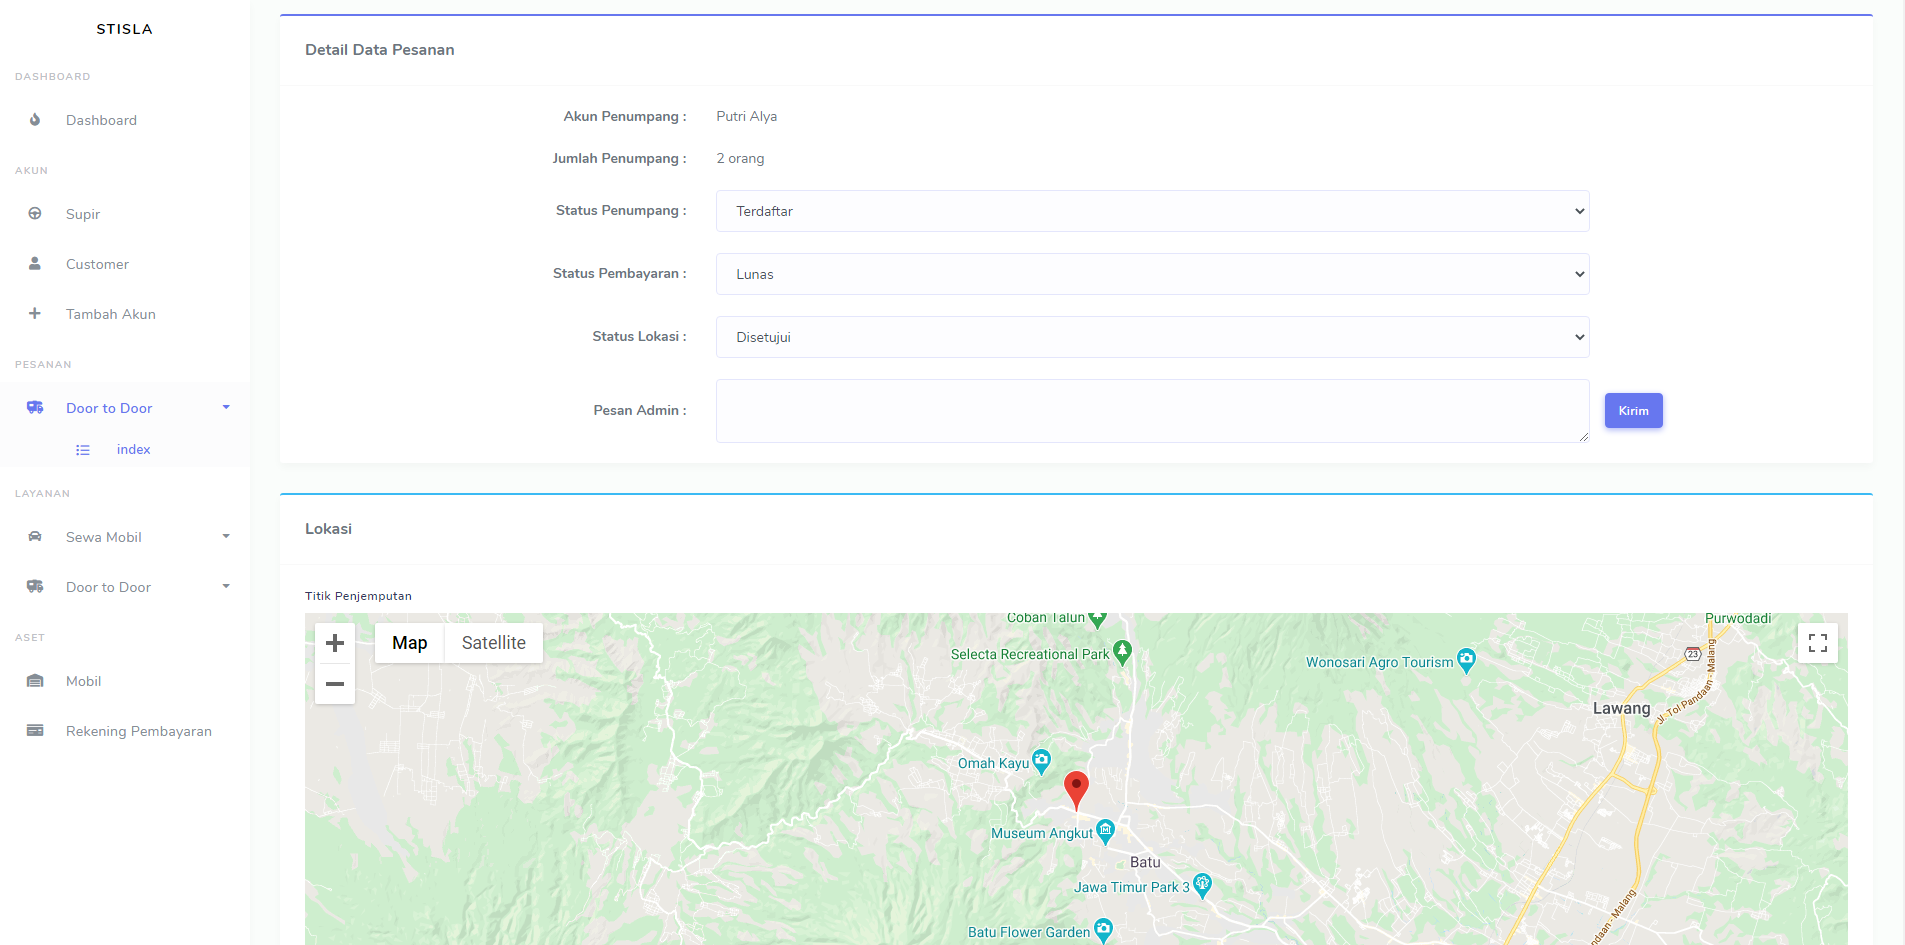 STISLA
DASHBOARD
Dashboard
AKUN
Supir
Customer
Tambah Akun
PESANAN
Door to Door
index
LAYANAN
Sewa Mobil
Door to Door
ASET
Mobil
Rekening Pembayaran
Detail Data Pesanan
Akun Penumpang : Putri Alya
Jumlah Penumpang : 2 orang
Status Penumpang : Terdaftar
Status Pembayaran : Lunas
Status Lokasi : Disetujui
Pesan Admin :
Kirim
Lokasi
Titik Penjemputan
Map Satellite
Coban Talun
Purwodadi
Selecta Recreational Park
Wonosari Agro Tourism
23
Lawang
Jl. Tol Pandaan - Malang
Omah Kayu
Museum Angkut
Batu
Jawa Timur Park 3
Batu Flower Garden
ndaan - Malang